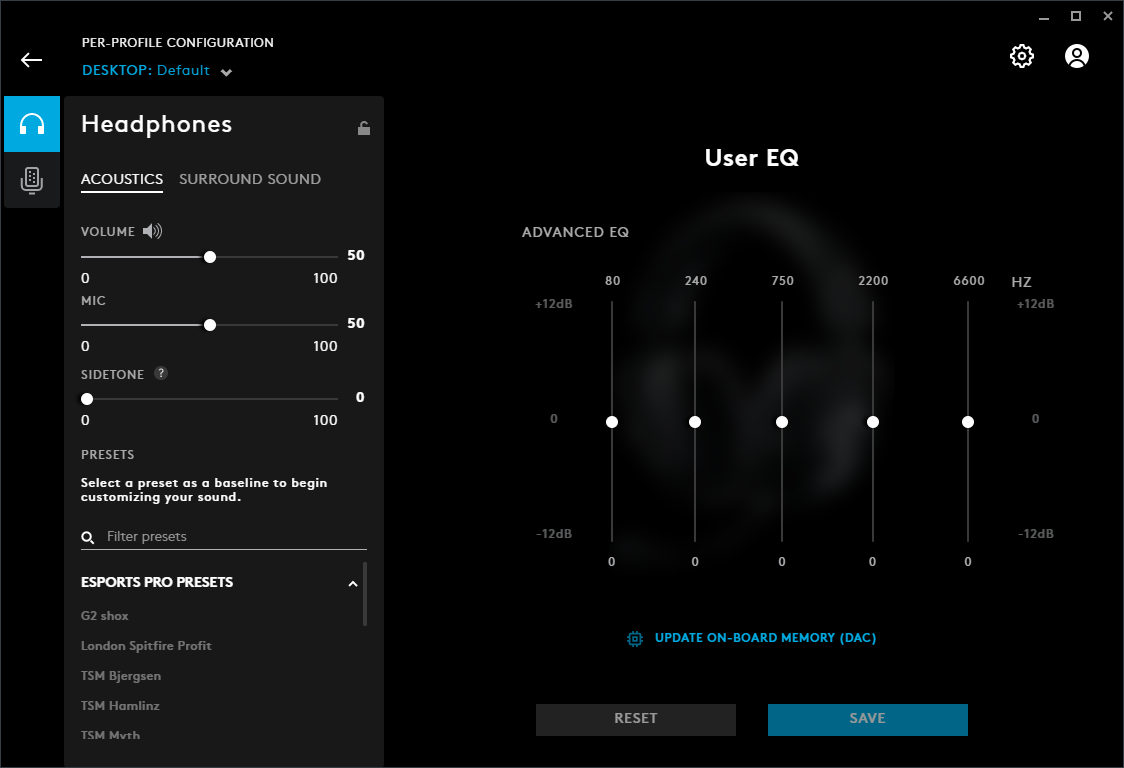 PER-PROFILE CONFIGURATION
DESKTOP: Default
Headphones
ACOUSTICS SURROUND SOUND
VOLUME
50
0 100
MIC
50
0 100
SIDETONE ?
0
0 100
PRESETS
Select a preset as a baseline to begin
customizing your sound.
Filter presets
ESPORTS PRO PRESETS
G2 shox
London Spitfire Profit
TSM Bjergsen
TSM Hamlinz
TSM Myth
User EQ
ADVANCED EQ
80 240 750 2200 6600 HZ
+12dB +12dB
0 0
-12dB -12dB
0 0 0 0 0
UPDATE ON-BOARD MEMORY (DAC)
RESET SAVE